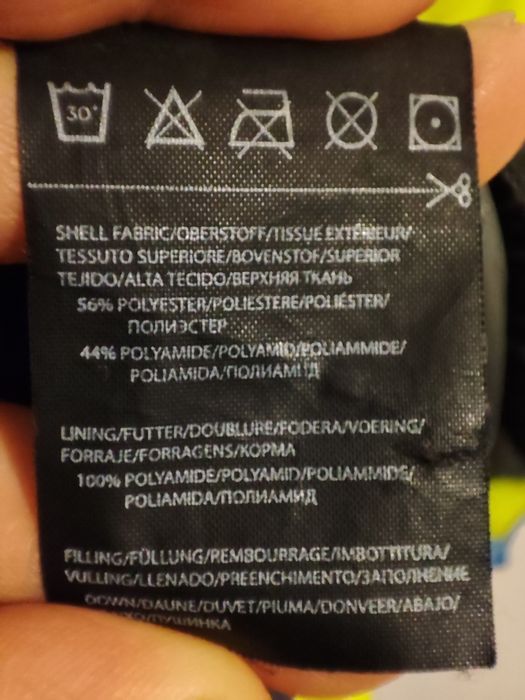 30°
SHELL FABRIC/OBERSTOFF/TISSUE EXTÉRIEUR/
TESSUTO SUPERIORE/BOVENSTOF/SUPERIOR
TEJIDO/ALTA TECIDO/ВЕРХНЯЯ ТКАНЬ
56% POLYESTER/POLIESTERE/POLIÉSTER/
ПОЛИЭСТЕР
44% POLYAMIDE/POLYAMID/POLIAMMIDE/
POLIAMIDA/ПОЛИАМИД
LINING/FUTTER/DOUBLURE/FODERA/VOERING/
FORRAJE/FORRAGENS/КОРМА
100% POLYAMIDE/POLYAMID/POLIAMMIDE/
POLIAMIDA/ПОЛИАМИД
FILLING/FÜLLUNG/REMBOURRAGE/IMBOTTITURA/
VULLING/LLENADO/PREENCHIMENTO/ЗАПОЛНЕНИЕ
DOWN/DAUNE/DUVET/PIUMA/DONVEER/ABAJO/
ПУШИНКА